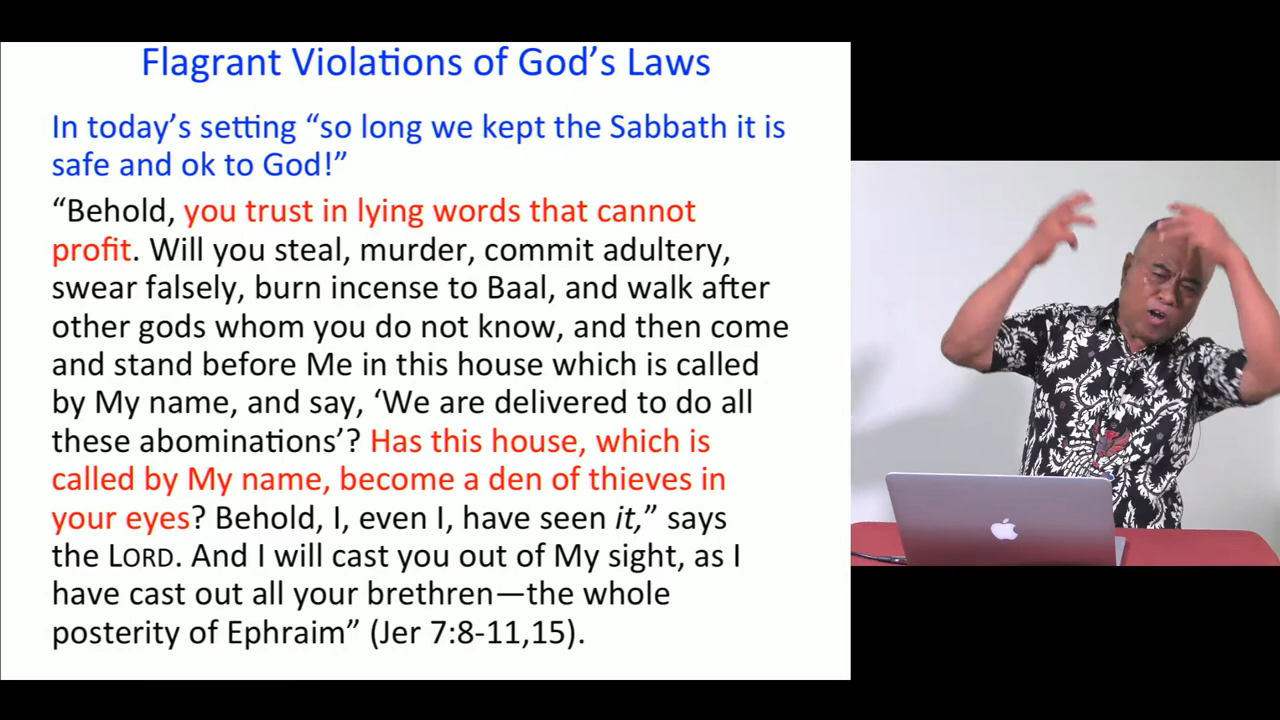 Flagrant Violations of God’s Laws
In today’s setting “so long we kept the Sabbath it is
safe and ok to God!”
“Behold, you trust in lying words that cannot
profit. Will you steal, murder, commit adultery,
swear falsely, burn incense to Baal, and walk after
other gods whom you do not know, and then come
and stand before Me in this house which is called
by My name, and say, ‘We are delivered to do all
these abominations’? Has this house, which is
called by My name, become a den of thieves in
your eyes? Behold, I, even I, have seen it,” says
the LORD. And I will cast you out of My sight, as I
have cast out all your brethren—the whole
posterity of Ephraim” (Jer 7:8-11,15).